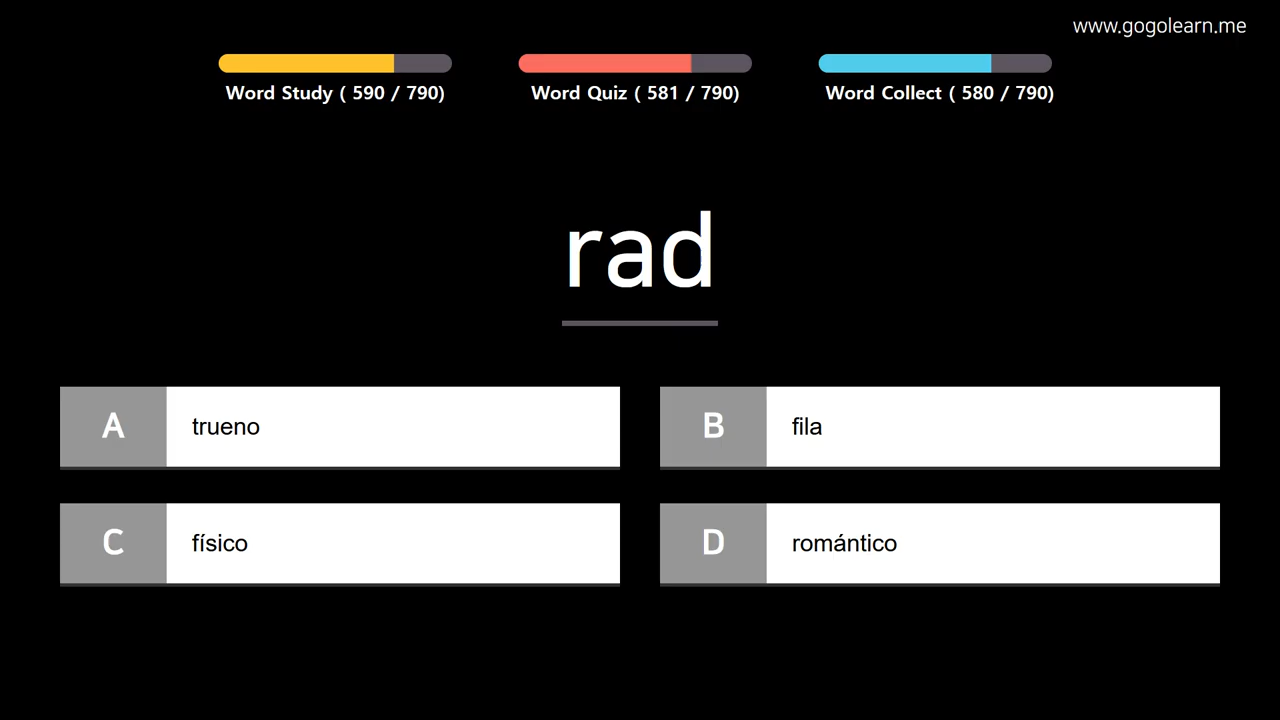 www.gogolearn.me
Word Study ( 590 / 790)
Word Quiz ( 581 / 790)
Word Collect ( 580 / 790)
rad
A trueno
B fila
C físico
D romántico